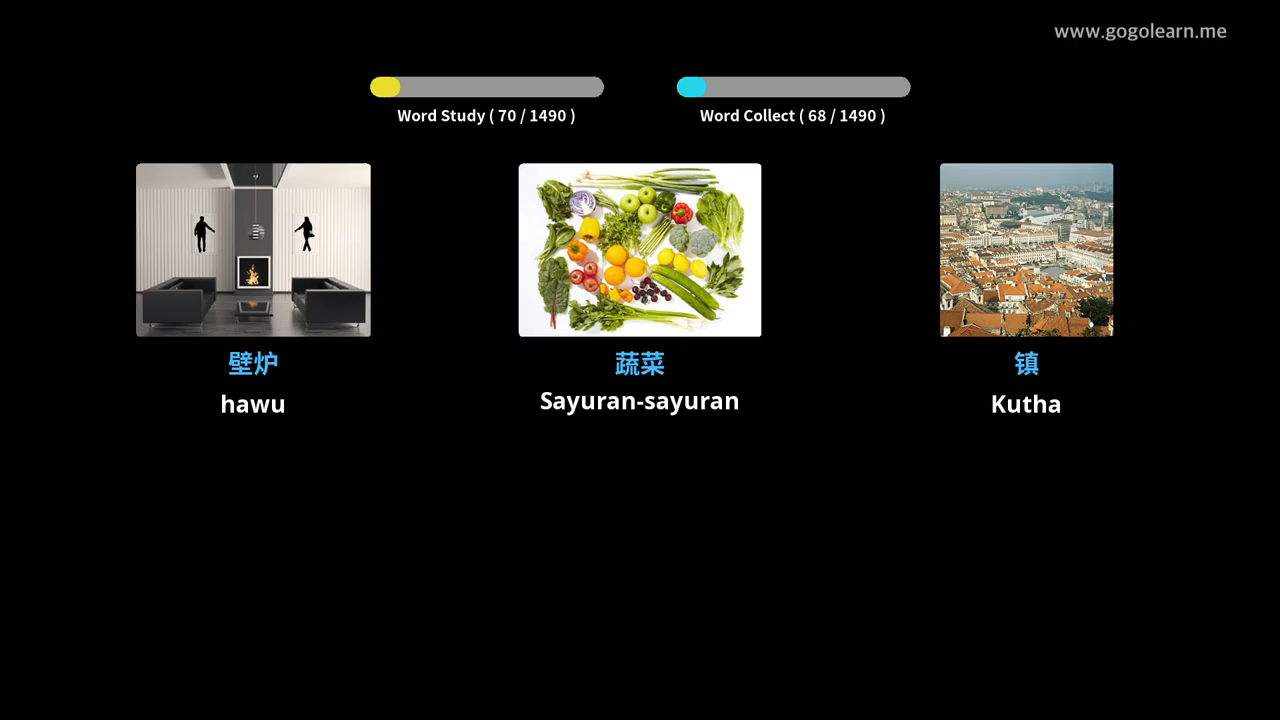 www.gogolearn.me
Word Study ( 70 / 1490 )
Word Collect ( 68 / 1490 )
壁炉
hawu
蔬菜
Sayuran-sayuran
镇
Kutha